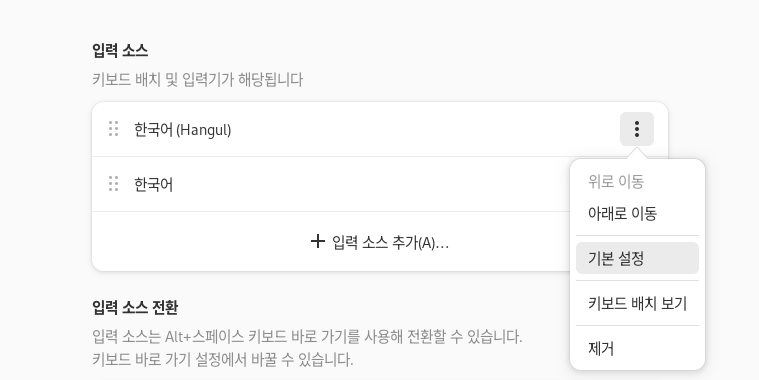 입력 소스
키보드 배치 및 입력기가 해당됩니다
한국어 (Hangul)
위로 이동
한국어
아래로 이동
입력 소스 추가(A)…
기본 설정
키보드 배치 보기
제거
입력 소스 전환
입력 소스는 Alt+스페이스 키보드 바로 가기를 사용해 전환할 수 있습니다.
키보드 바로 가기 설정에서 바꿀 수 있습니다.